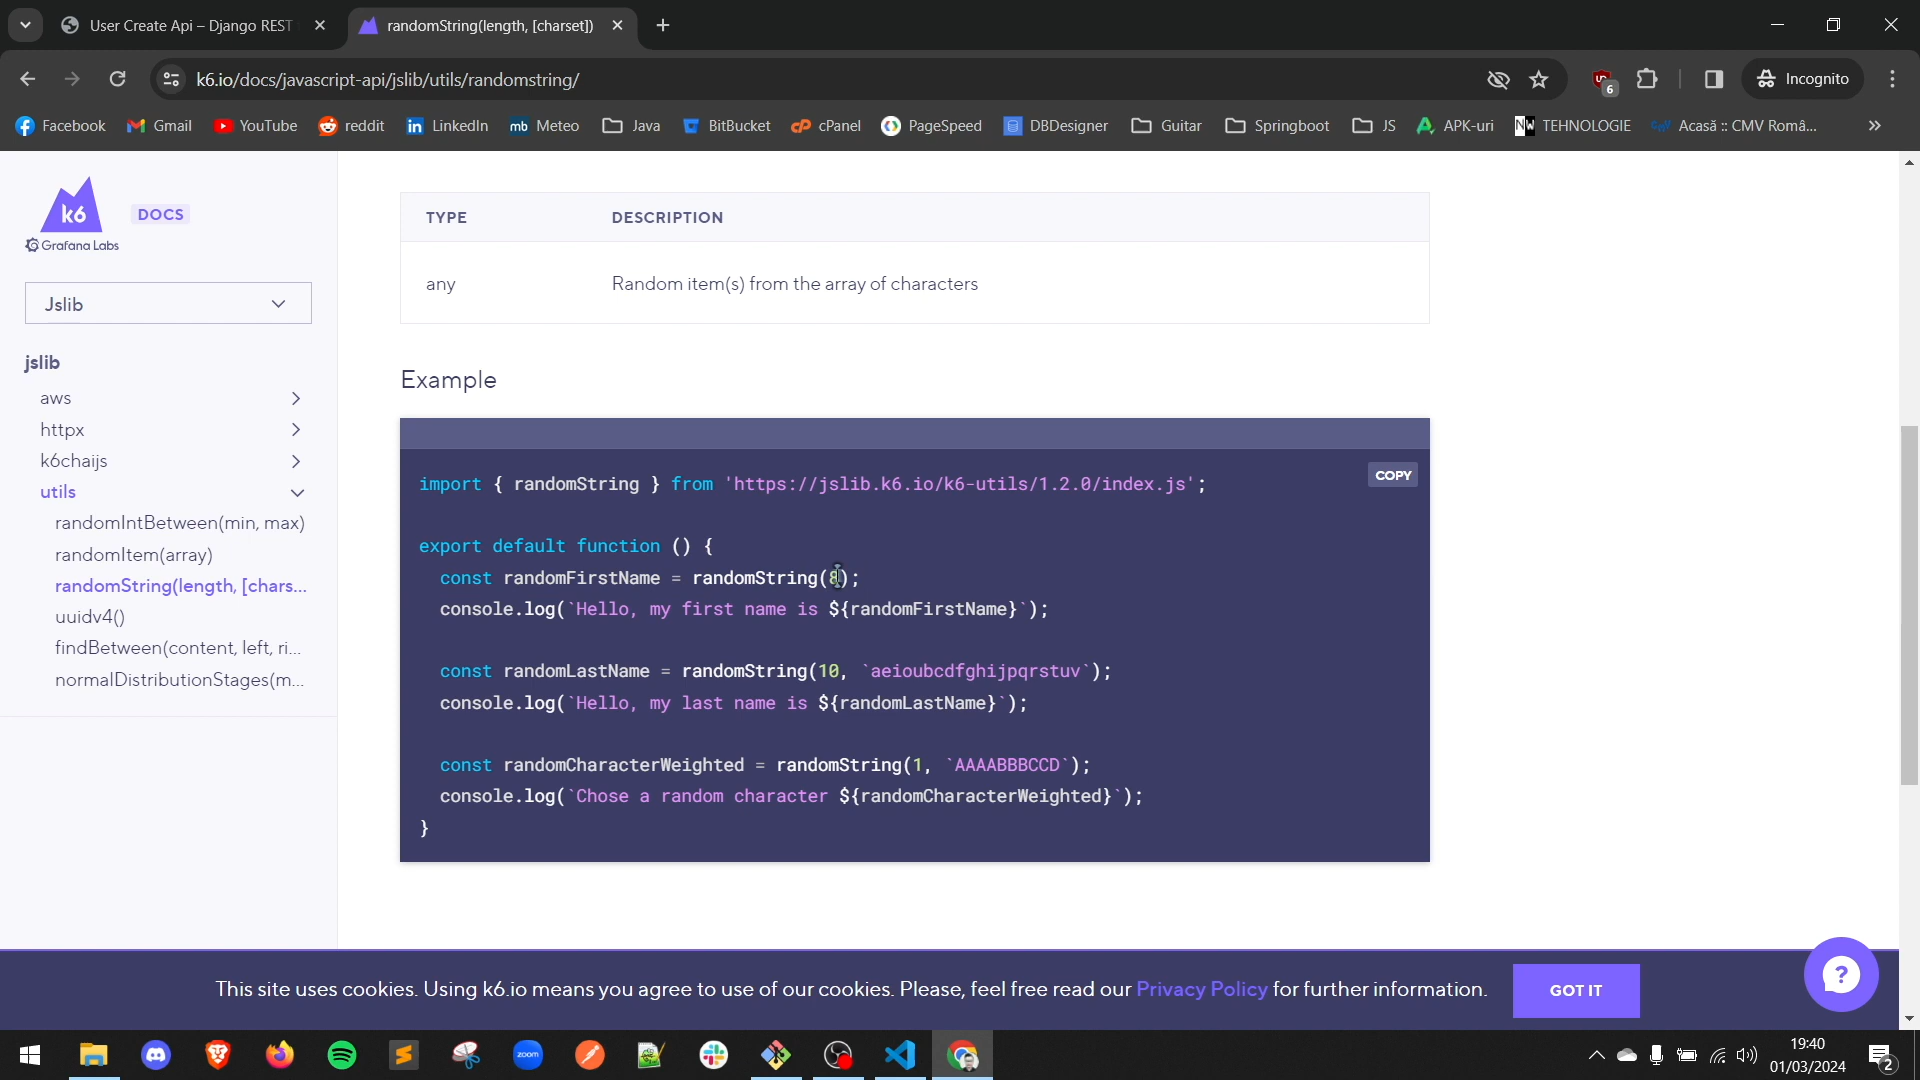 User Create Api – Django REST
randomString(length, [charset])
k6.io/docs/javascript-api/jslib/utils/randomstring/
6
Incognito
Facebook
Gmail
YouTube
reddit
LinkedIn
mb Meteo
Java
BitBucket
cPanel
PageSpeed
DBDesigner
Guitar
Springboot
JS
APK-uri
TEHNOLOGIE
Acasă :: CMV Româ...
k6
DOCS
Grafana Labs
Jslib
jslib
aws
httpx
k6chaijs
utils
randomIntBetween(min, max)
randomItem(array)
randomString(length, [chars...
uuidv4()
findBetween(content, left, ri...
normalDistributionStages(m...
TYPE DESCRIPTION
any Random item(s) from the array of characters
Example
COPY
import { randomString } from 'https://jslib.k6.io/k6-utils/1.2.0/index.js';
export default function () {
const randomFirstName = randomString(8);
console.log(`Hello, my first name is ${randomFirstName}`);
const randomLastName = randomString(10, `aeioubcdfghijpqrstuv`);
console.log(`Hello, my last name is ${randomLastName}`);
const randomCharacterWeighted = randomString(1, `AAAABBBCCD`);
console.log(`Chose a random character ${randomCharacterWeighted}`);
}
This site uses cookies. Using k6.io means you agree to use of our cookies. Please, feel free read our Privacy Policy for further information.
GOT IT
?
zoom
19:40
01/03/2024
2